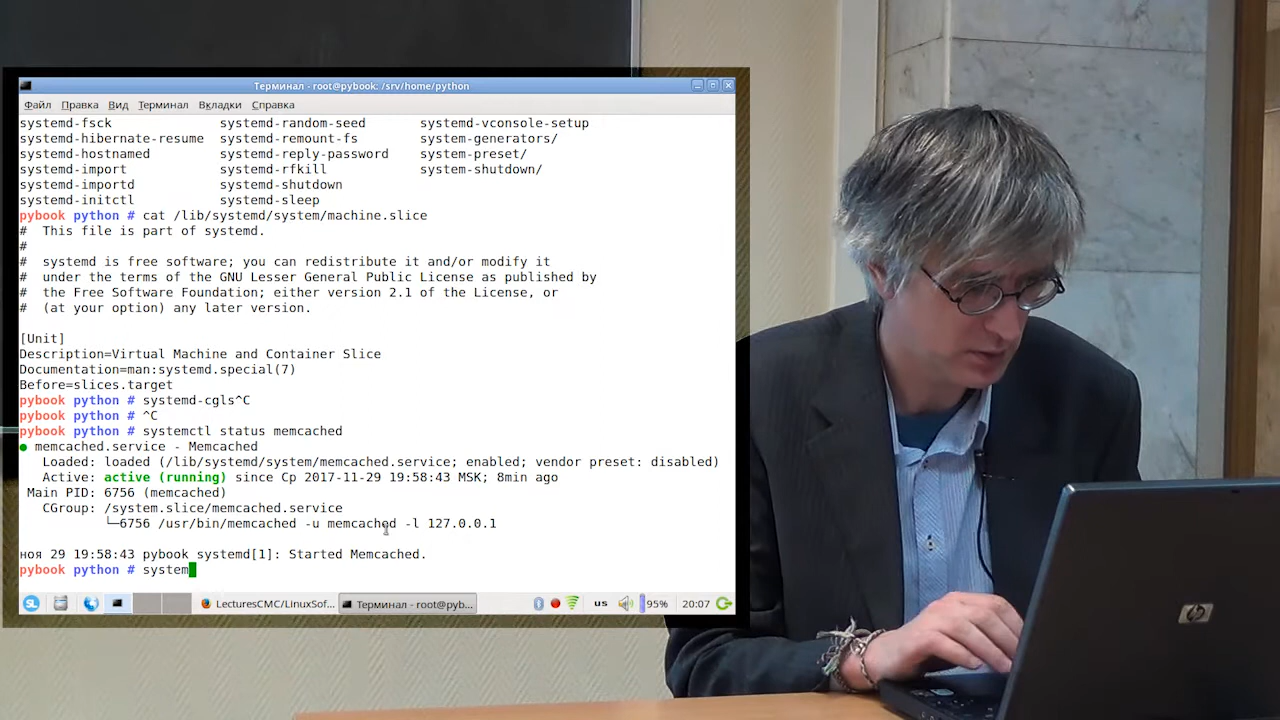 Терминал - root@pybook: /srv/home/python
Файл Правка Вид Терминал Вкладки Справка
systemd-fsck systemd-random-seed systemd-vconsole-setup
systemd-hibernate-resume systemd-remount-fs system-generators/
systemd-hostnamed systemd-reply-password system-preset/
systemd-import systemd-rfkill system-shutdown/
systemd-importd systemd-shutdown
systemd-initctl systemd-sleep
pybook python # cat /lib/systemd/system/machine.slice
# This file is part of systemd.
#
# systemd is free software; you can redistribute it and/or modify it
# under the terms of the GNU Lesser General Public License as published by
# the Free Software Foundation; either version 2.1 of the License, or
# (at your option) any later version.
[Unit]
Description=Virtual Machine and Container Slice
Documentation=man:systemd.special(7)
Before=slices.target
pybook python # systemd-cgls^C
pybook python # ^C
pybook python # systemctl status memcached
● memcached.service - Memcached
Loaded: loaded (/lib/systemd/system/memcached.service; enabled; vendor preset: disabled)
Active: active (running) since Ср 2017-11-29 19:58:43 MSK; 8min ago
Main PID: 6756 (memcached)
CGroup: /system.slice/memcached.service
└─6756 /usr/bin/memcached -u memcached -l 127.0.0.1
ноя 29 19:58:43 pybook systemd[1]: Started Memcached.
pybook python # system
SL LecturesCMC/LinuxSof... Терминал - root@pyb... us 95% 20:07
hp